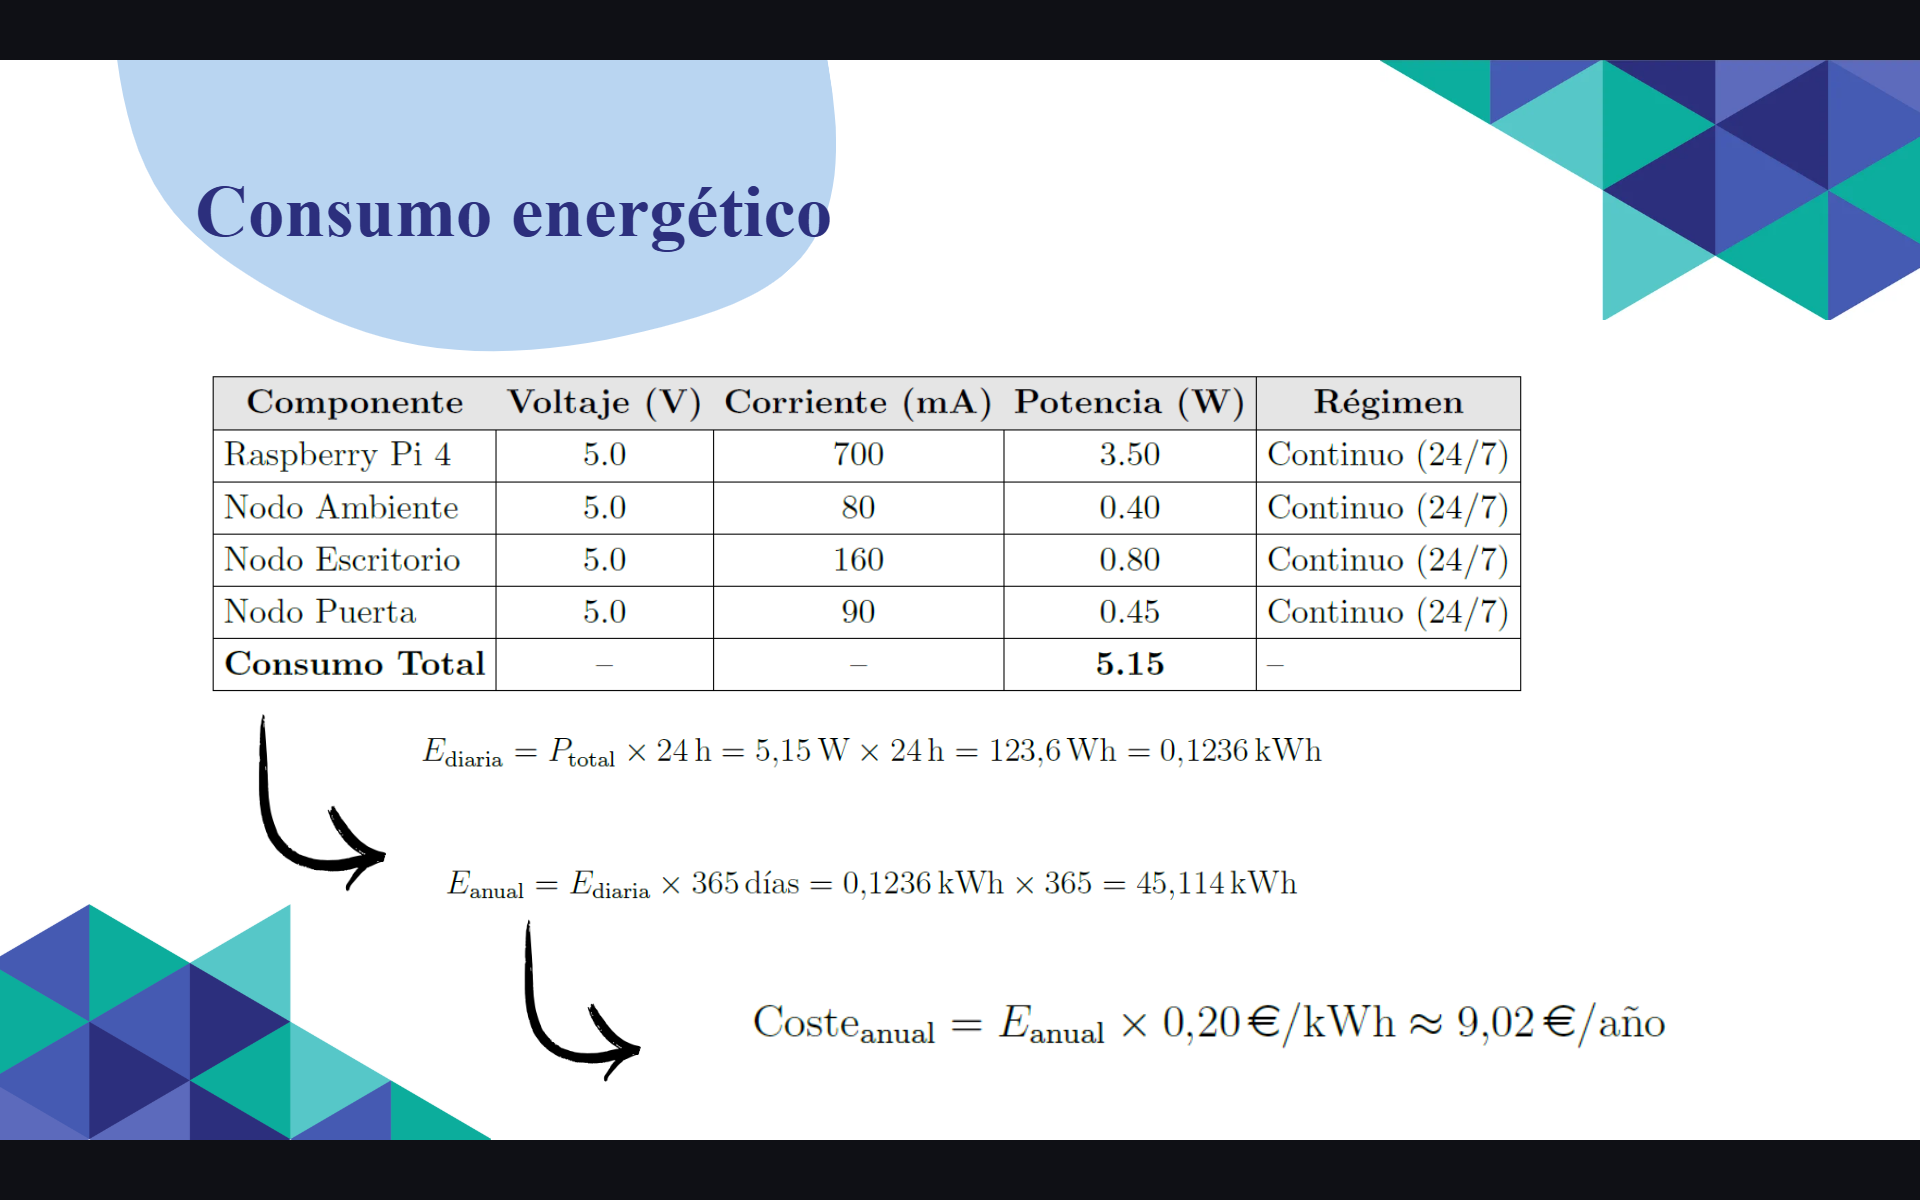 Consumo energético
Componente Voltaje (V) Corriente (mA) Potencia (W) Régimen
Raspberry Pi 4 5.0 700 3.50 Continuo (24/7)
Nodo Ambiente 5.0 80 0.40 Continuo (24/7)
Nodo Escritorio 5.0 160 0.80 Continuo (24/7)
Nodo Puerta 5.0 90 0.45 Continuo (24/7)
Consumo Total – – 5.15 –
E_diaria = P_total × 24 h = 5,15 W × 24 h = 123,6 Wh = 0,1236 kWh
E_anual = E_diaria × 365 días = 0,1236 kWh × 365 = 45,114 kWh
Coste_anual = E_anual × 0,20 €/kWh ≈ 9,02 €/año